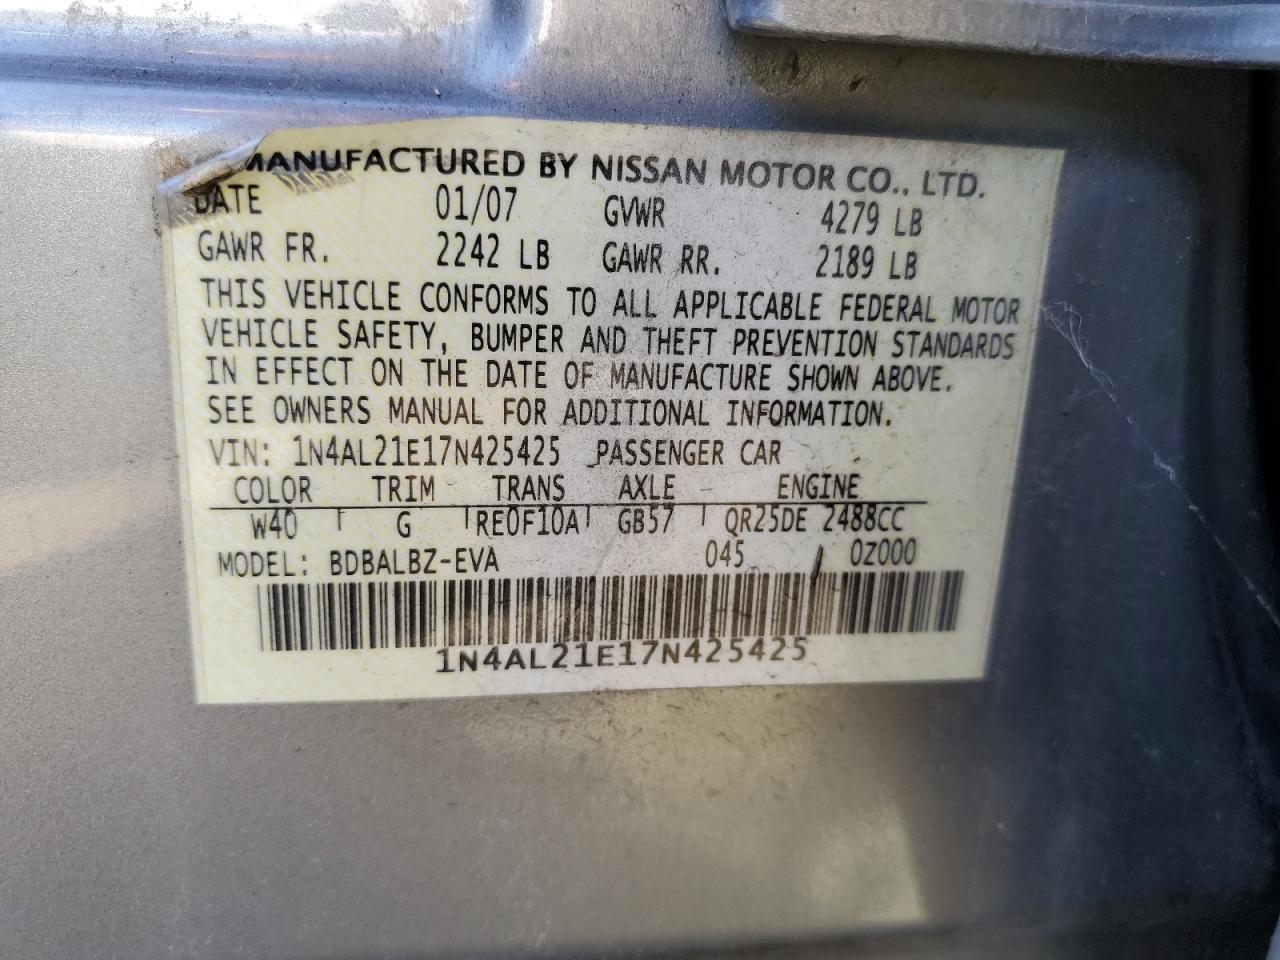 MANUFACTURED BY NISSAN MOTOR CO., LTD.
DATE 01/07 GVWR 4279 LB
GAWR FR. 2242 LB GAWR RR. 2189 LB
THIS VEHICLE CONFORMS TO ALL APPLICABLE FEDERAL MOTOR
VEHICLE SAFETY, BUMPER AND THEFT PREVENTION STANDARDS
IN EFFECT ON THE DATE OF MANUFACTURE SHOWN ABOVE.
SEE OWNERS MANUAL FOR ADDITIONAL INFORMATION.
VIN: 1N4AL21E17N425425 PASSENGER CAR
COLOR TRIM TRANS AXLE ENGINE
W40 G RE0F10A GB57 QR25DE 2488CC
MODEL: BDBALBZ-EVA 045 0Z000
1N4AL21E17N425425